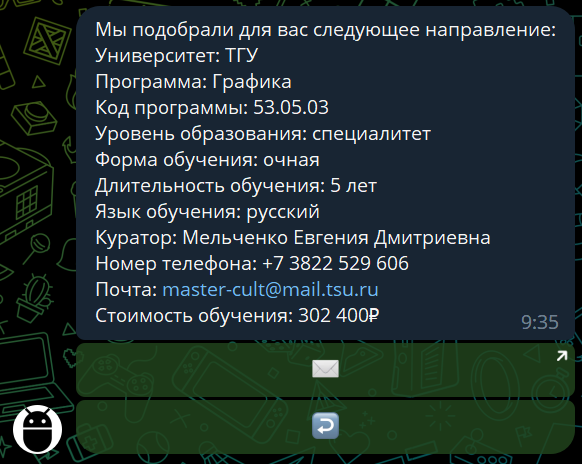 Мы подобрали для вас следующее направление:
Университет: ТГУ
Программа: Графика
Код программы: 53.05.03
Уровень образования: специалитет
Форма обучения: очная
Длительность обучения: 5 лет
Язык обучения: русский
Куратор: Мельченко Евгения Дмитриевна
Номер телефона: +7 3822 529 606
Почта: master-cult@mail.tsu.ru
Стоимость обучения: 302 400₽
9:35